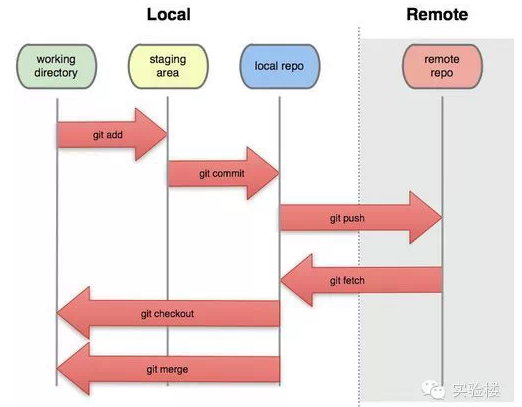 Local
Remote
working
directory
staging
area
local repo
remote
repo
git add
git commit
git push
git fetch
git checkout
git merge
实验楼